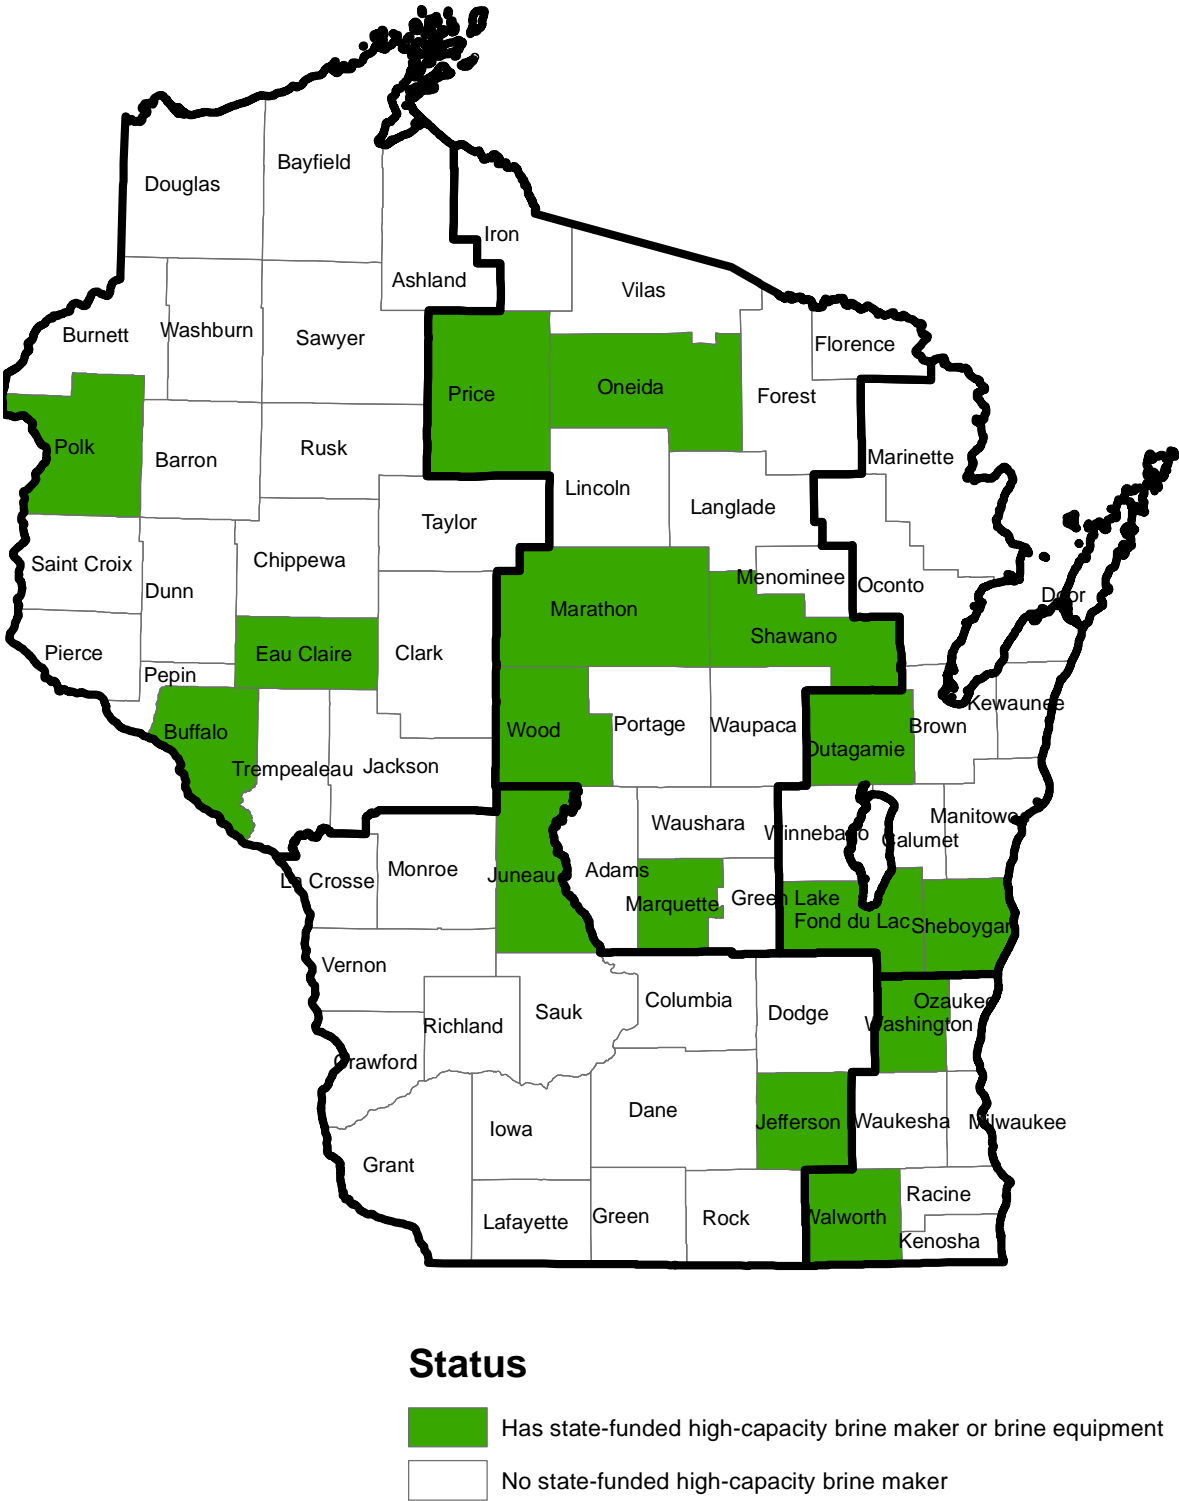 Bayfield
Douglas
Iron
Ashland
Vilas
Burnett
Washburn
Sawyer
Florence
Price
Oneida
Forest
Polk
Barron
Rusk
Marinette
Lincoln
Langlade
Taylor
Saint Croix
Dunn
Chippewa
Menominee
Oconto
Door
Marathon
Shawano
Pierce
Eau Claire
Clark
Pepin
Kewaunee
Buffalo
Wood
Portage
Waupaca
Outagamie
Brown
Trempealeau
Jackson
Waushara
Winnebago
Manitowoc
Calumet
La Crosse
Monroe
Juneau
Adams
Marquette
Green Lake
Fond du Lac
Sheboygan
Vernon
Richland
Sauk
Columbia
Dodge
Ozaukee
Washington
Crawford
Dane
Iowa
Jefferson
Waukesha
Milwaukee
Grant
Lafayette
Green
Rock
Walworth
Racine
Kenosha
Status
Has state-funded high-capacity brine maker or brine equipment
No state-funded high-capacity brine maker